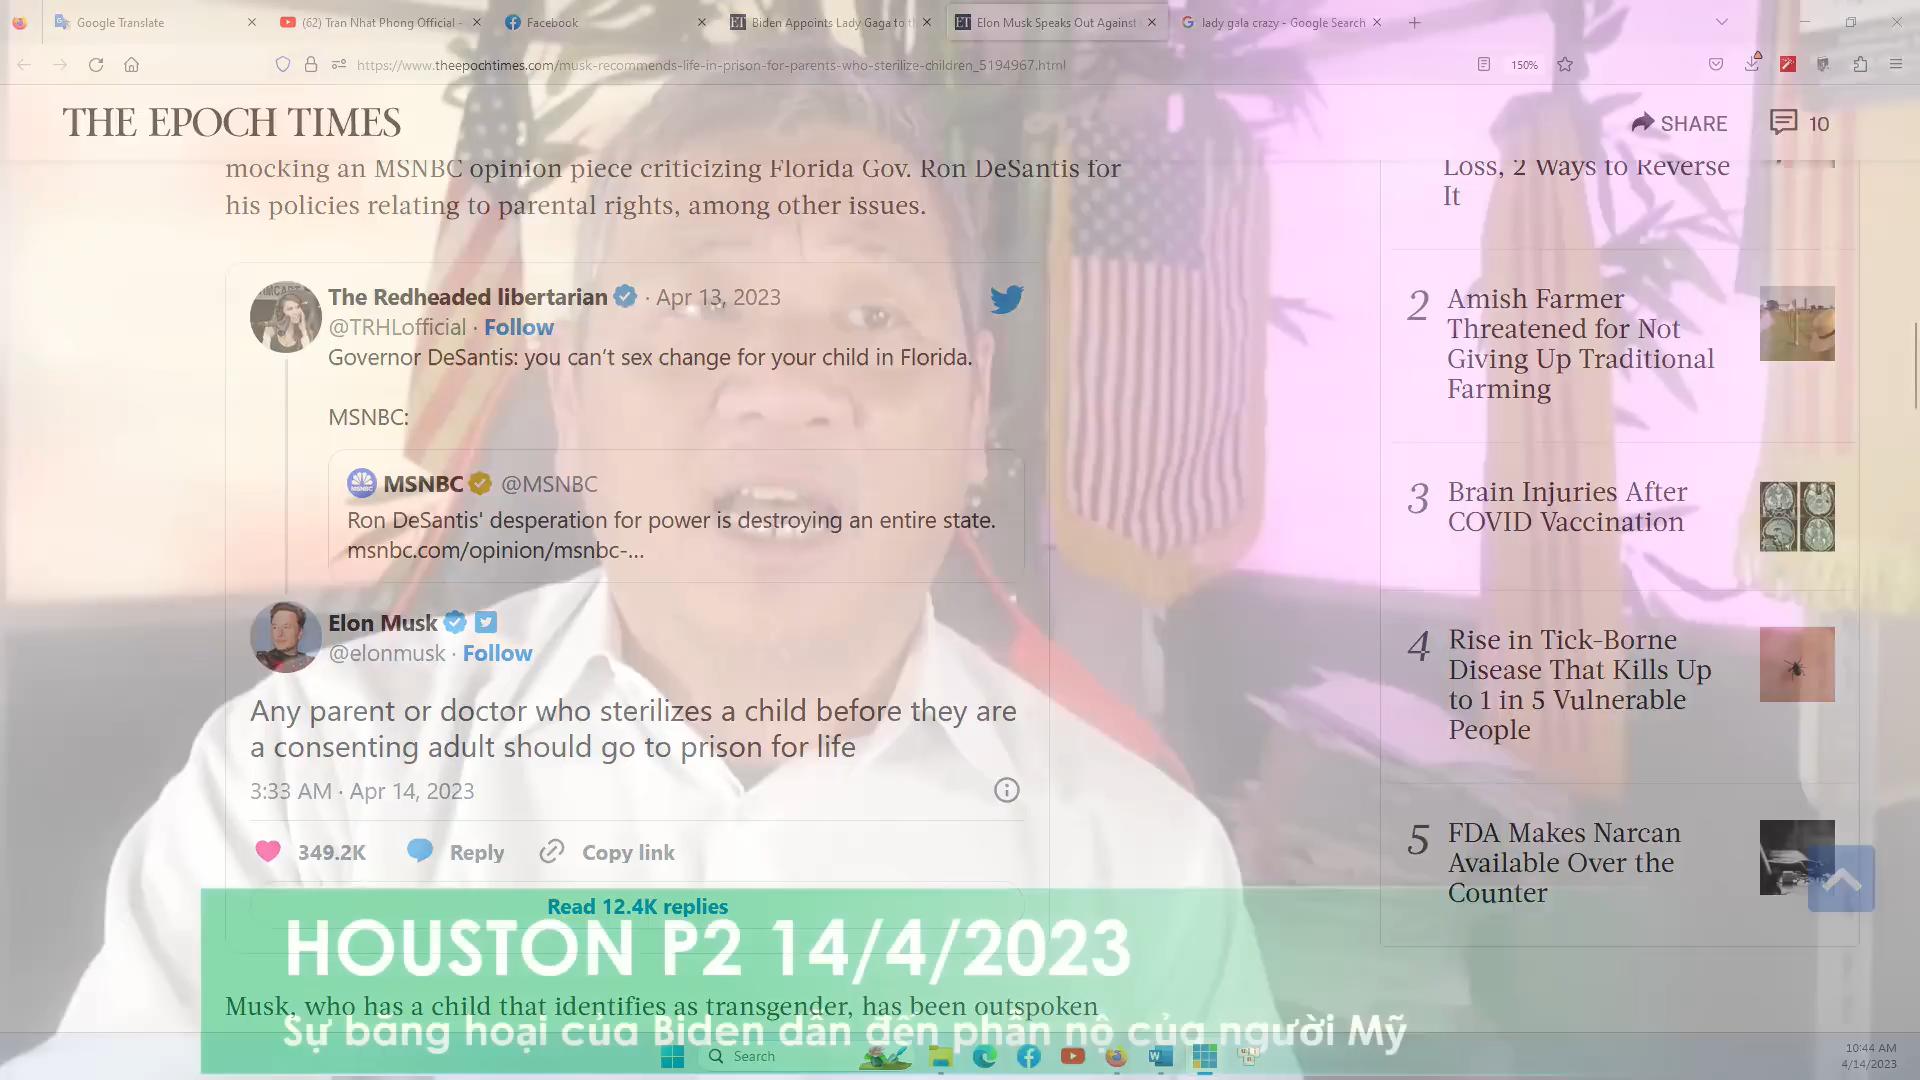 Google Translate
(62) Tran Nhat Phong Official -
Facebook
Biden Appoints Lady Gaga to th
Elon Musk Speaks Out Against
lady gala crazy - Google Search
https://www.theepochtimes.com/musk-recommends-life-in-prison-for-parents-who-sterilize-children_5194967.html
150%
THE EPOCH TIMES
SHARE
10
mocking an MSNBC opinion piece criticizing Florida Gov. Ron DeSantis for
his policies relating to parental rights, among other issues.
The Redheaded libertarian · Apr 13, 2023
@TRHLofficial · Follow
Governor DeSantis: you can't sex change for your child in Florida.
MSNBC:
MSNBC @MSNBC
Ron DeSantis' desperation for power is destroying an entire state.
msnbc.com/opinion/msnbc-...
Elon Musk
@elonmusk · Follow
Any parent or doctor who sterilizes a child before they are
a consenting adult should go to prison for life
3:33 AM · Apr 14, 2023
349.2K Reply Copy link
Read 12.4K replies
Musk, who has a child that identifies as transgender, has been outspoken
Loss, 2 Ways to Reverse
It
2 Amish Farmer
Threatened for Not
Giving Up Traditional
Farming
3 Brain Injuries After
COVID Vaccination
4 Rise in Tick-Borne
Disease That Kills Up
to 1 in 5 Vulnerable
People
5 FDA Makes Narcan
Available Over the
Counter
HOUSTON P2 14/4/2023
Sự băng hoại của Biden dẫn đến phẫn nộ của người Mỹ
Search
10:44 AM
4/14/2023